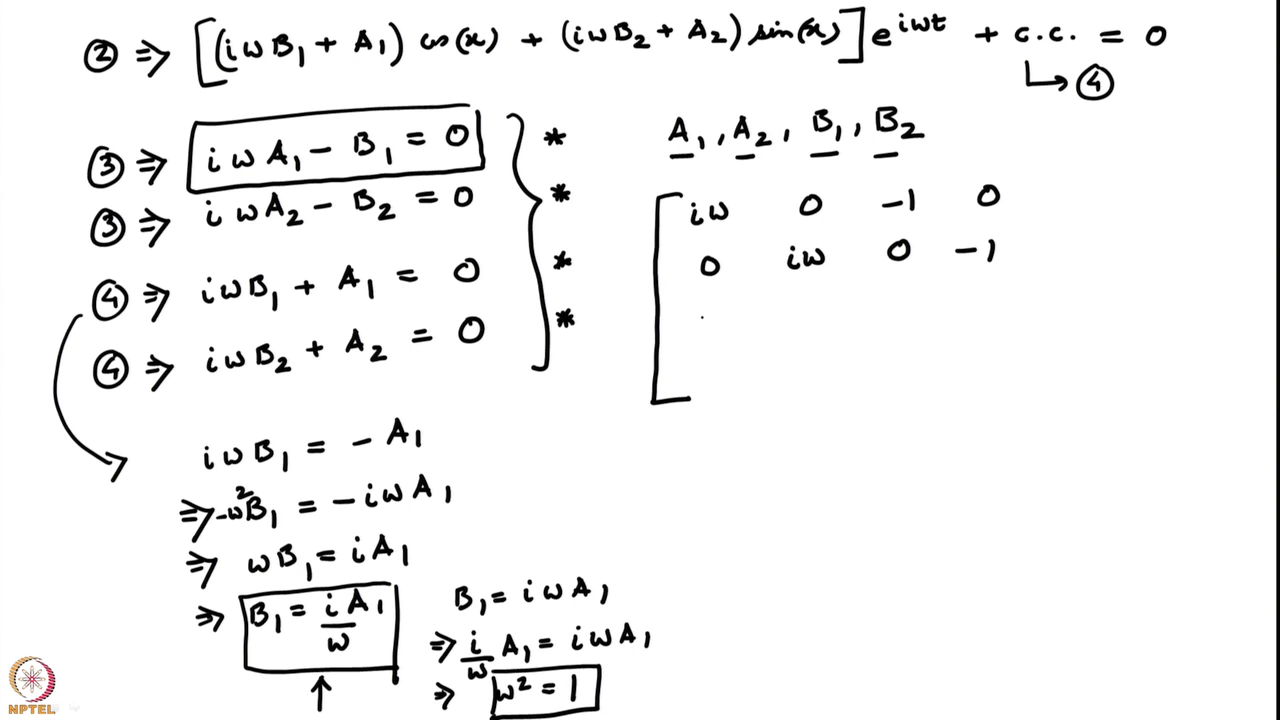 ② ⇒ [(iωB₁ + A₁) cos(x) + (iωB₂ + A₂) sin(x)] e^{iωt} + c.c. = 0
↳ ④
③ ⇒ iωA₁ − B₁ = 0 *
③ ⇒ iωA₂ − B₂ = 0 *
④ ⇒ iωB₁ + A₁ = 0 *
④ ⇒ iωB₂ + A₂ = 0 *
iωB₁ = − A₁
⇒ −ω²B₁ = − iωA₁
⇒ ωB₁ = iA₁
⇒ B₁ = iA₁/ω
B₁ = iωA₁
⇒ i/ω A₁ = iωA₁
⇒ ω² = 1
A₁, A₂, B₁, B₂
[ iω 0 −1 0
0 iω 0 −1
NPTEL